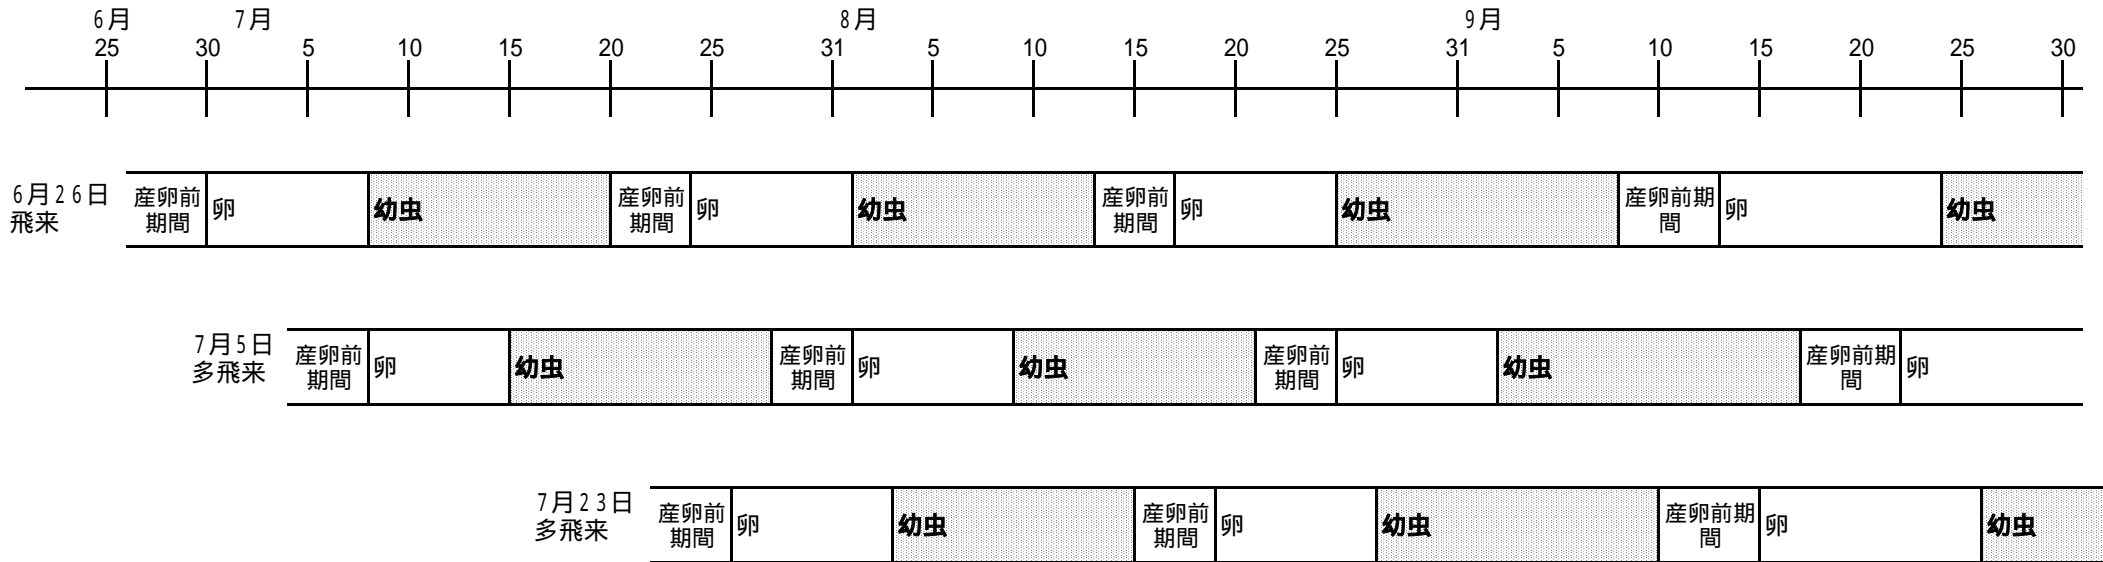 6月 7月 8月 9月
25 30 5 10 15 20 25 31 5 10 15 20 25 31 5 10 15 20 25 30
6月26日
飛来
産卵前
期間
卵
幼虫
産卵前
期間
卵
幼虫
産卵前
期間
卵
幼虫
産卵前期
間
卵
幼虫
7月5日
多飛来
産卵前
期間
卵
幼虫
産卵前
期間
卵
幼虫
産卵前
期間
卵
幼虫
産卵前期
間
卵
7月23日
多飛来
産卵前
期間
卵
幼虫
産卵前
期間
卵
幼虫
産卵前期
間
卵
幼虫